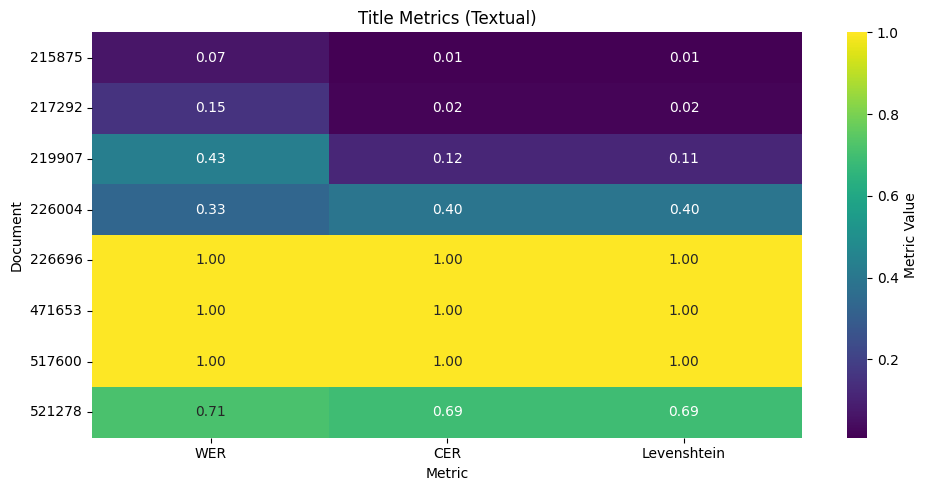 Title Metrics (Textual)
215875 0.07 0.01 0.01
217292 0.15 0.02 0.02
219907 0.43 0.12 0.11
226004 0.33 0.40 0.40
226696 1.00 1.00 1.00
471653 1.00 1.00 1.00
517600 1.00 1.00 1.00
521278 0.71 0.69 0.69
WER CER Levenshtein
Metric
Document
1.0
0.8
0.6
0.4
0.2
Metric Value